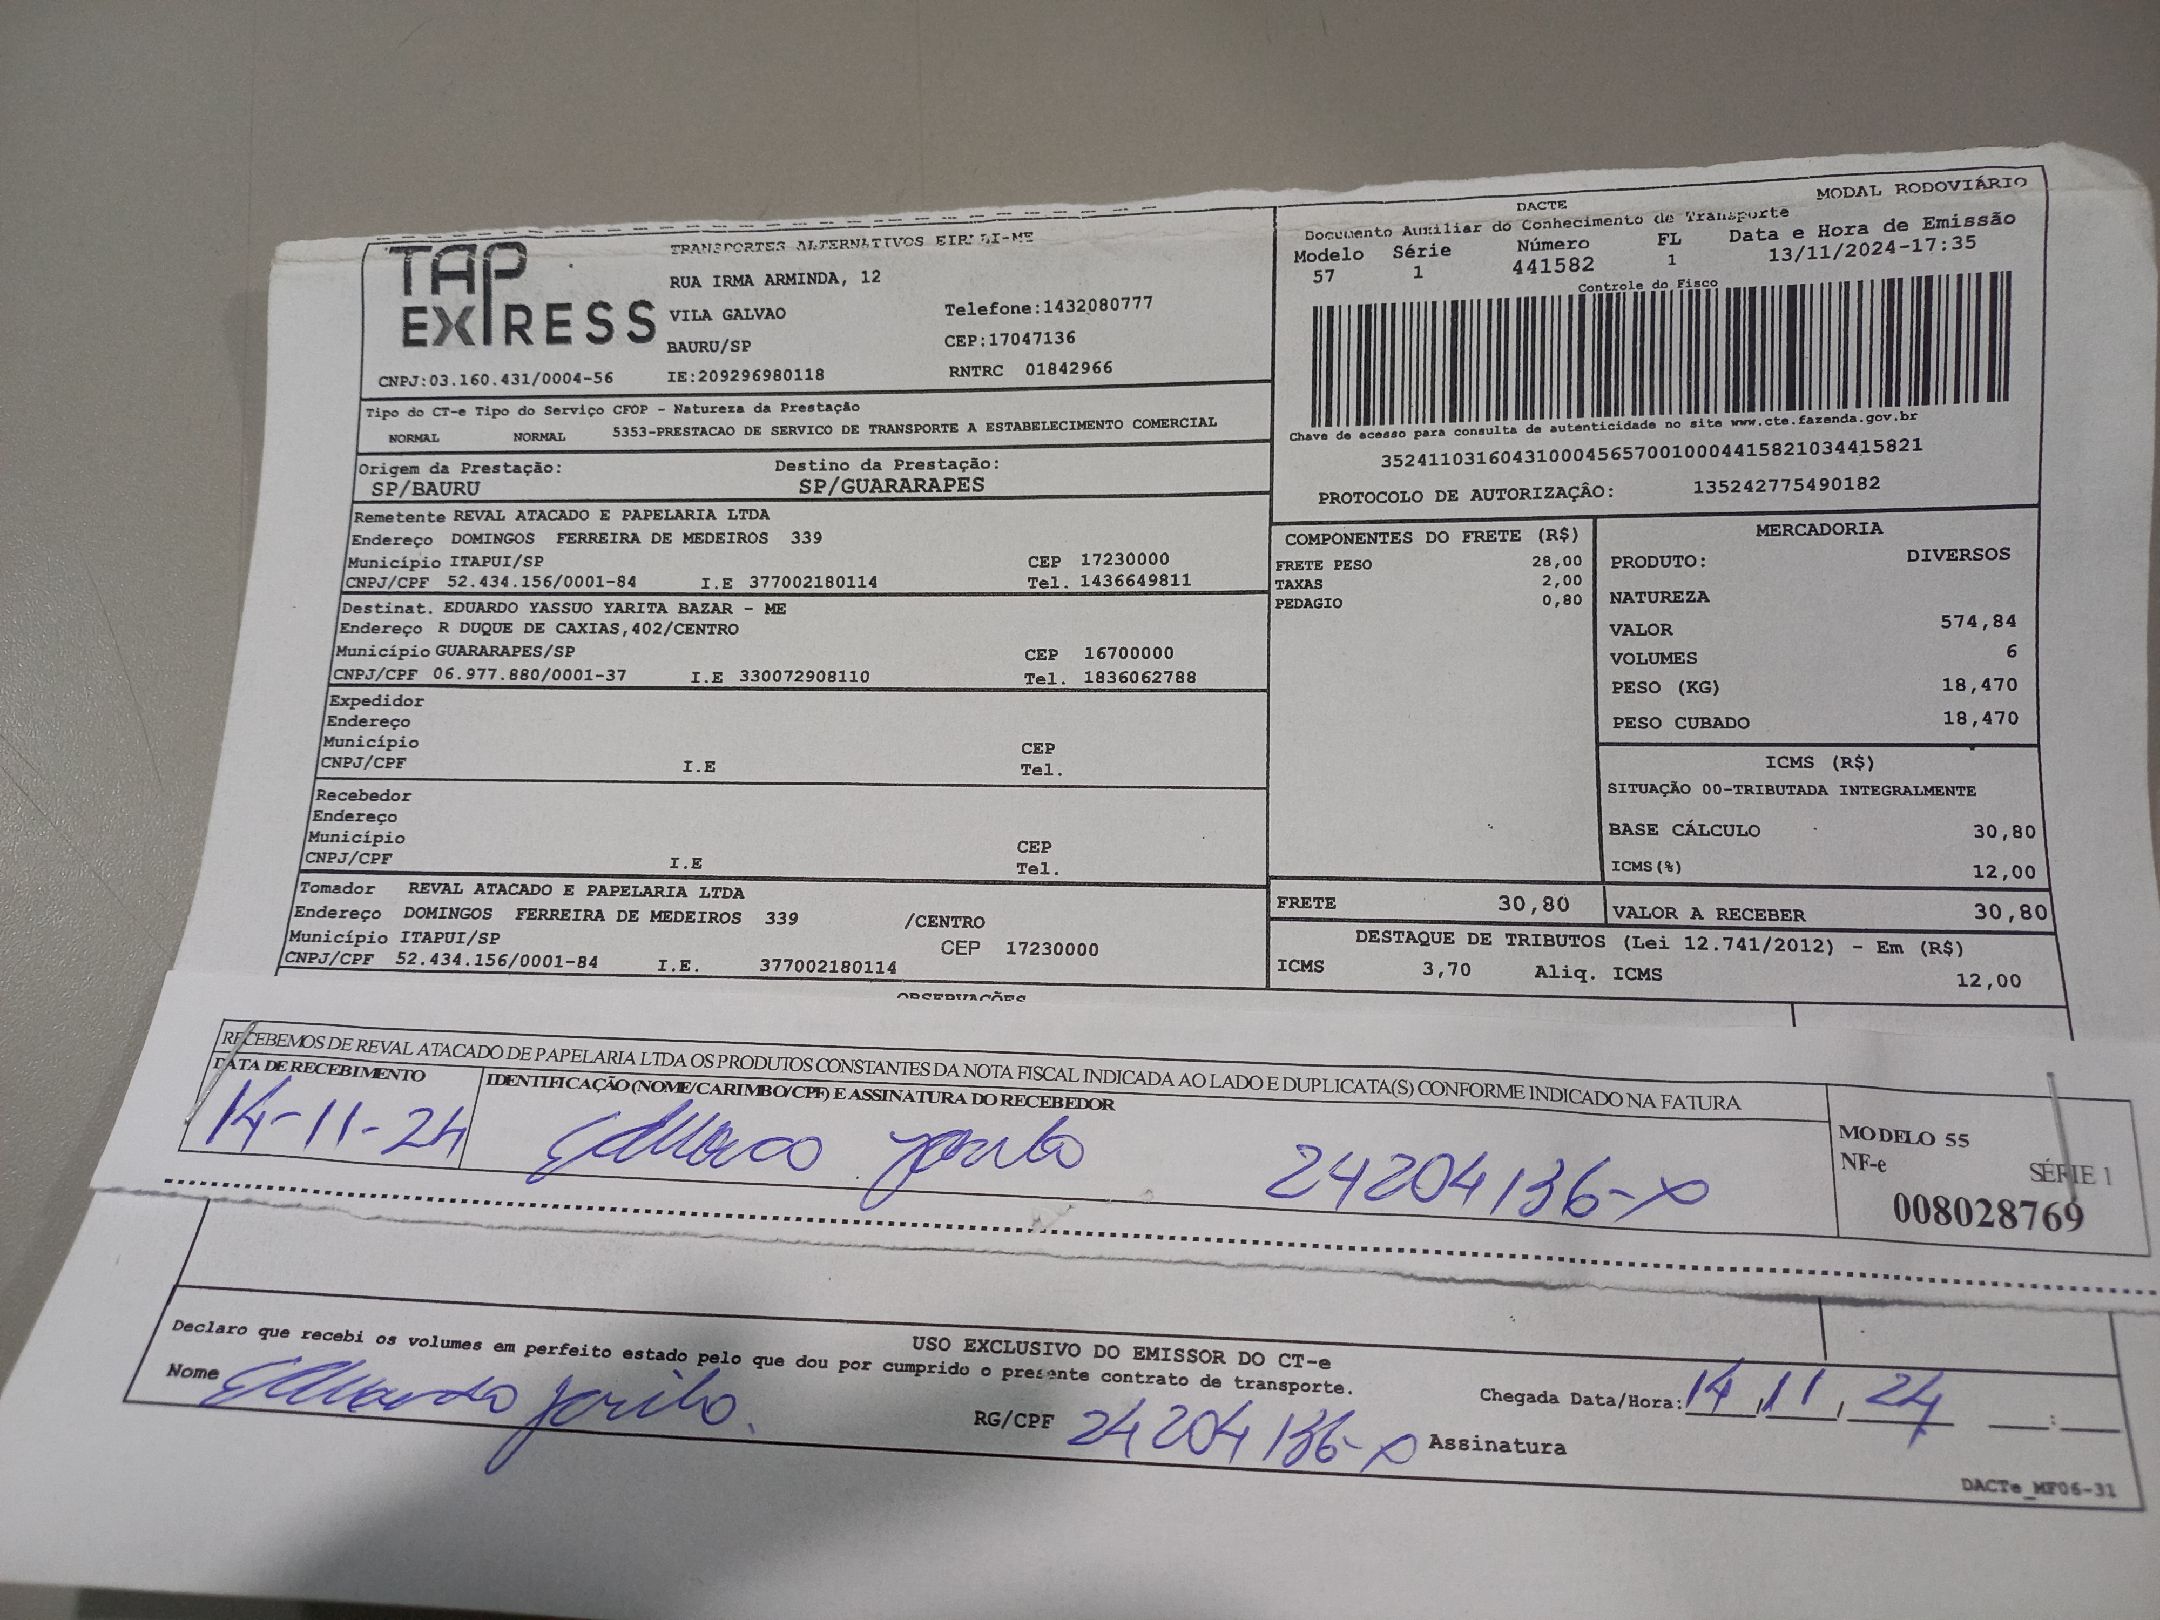 TAP EXPRESS
TRANSPORTES ALTERNATIVOS EIRELI-ME
RUA IRMA ARMINDA, 12
VILA GALVAO Telefone:1432080777
BAURU/SP CEP:17047136
CNPJ:03.160.431/0004-56 IE:209296980118 RNTRC 01842966
DACTE MODAL RODOVIÁRIO
Documento Auxiliar do Conhecimento de Transporte
Modelo Série Número FL Data e Hora de Emissão
57 1 441582 1 13/11/2024-17:35
Controle do Fisco
Chave de acesso para consulta de autenticidade no site www.cte.fazenda.gov.br
35241103160431000456570010004415821034415821
PROTOCOLO DE AUTORIZAÇÃO: 135242775490182
Tipo do CT-e Tipo do Serviço CFOP - Natureza da Prestação
NORMAL NORMAL 5353-PRESTACAO DE SERVICO DE TRANSPORTE A ESTABELECIMENTO COMERCIAL
Origem da Prestação: Destino da Prestação:
SP/BAURU SP/GUARARAPES
Remetente REVAL ATACADO E PAPELARIA LTDA
Endereço DOMINGOS FERREIRA DE MEDEIROS 339
Município ITAPUI/SP CEP 17230000
CNPJ/CPF 52.434.156/0001-84 I.E 377002180114 Tel. 1436649811
Destinat. EDUARDO YASSUO YARITA BAZAR - ME
Endereço R DUQUE DE CAXIAS,402/CENTRO
Município GUARARAPES/SP CEP 16700000
CNPJ/CPF 06.977.880/0001-37 I.E 330072908110 Tel. 1836062788
Expedidor
Endereço
Município CEP
CNPJ/CPF I.E Tel.
Recebedor
Endereço
Município CEP
CNPJ/CPF I.E Tel.
Tomador REVAL ATACADO E PAPELARIA LTDA
Endereço DOMINGOS FERREIRA DE MEDEIROS 339 /CENTRO
Município ITAPUI/SP CEP 17230000
CNPJ/CPF 52.434.156/0001-84 I.E. 377002180114
COMPONENTES DO FRETE (R$)
FRETE PESO 28,00
TAXAS 2,00
PEDAGIO 0,80
MERCADORIA
PRODUTO: DIVERSOS
NATUREZA
VALOR 574,84
VOLUMES 6
PESO (KG) 18,470
PESO CUBADO 18,470
ICMS (R$)
SITUAÇÃO 00-TRIBUTADA INTEGRALMENTE
BASE CÁLCULO 30,80
ICMS(%) 12,00
FRETE 30,80 VALOR A RECEBER 30,80
DESTAQUE DE TRIBUTOS (Lei 12.741/2012) - Em (R$)
ICMS 3,70 Aliq. ICMS 12,00
OBSERVAÇÕES
RECEBEMOS DE REVAL ATACADO DE PAPELARIA LTDA OS PRODUTOS CONSTANTES DA NOTA FISCAL INDICADA AO LADO E DUPLICATA(S) CONFORME INDICADO NA FATURA
DATA DE RECEBIMENTO IDENTIFICAÇÃO (NOME/CARIMBO/CPF) E ASSINATURA DO RECEBEDOR
14-11-24 Eduardo Yarita 24204136-X
MODELO 55
NF-e SÉRIE 1
008028769
USO EXCLUSIVO DO EMISSOR DO CT-e
Declaro que recebi os volumes em perfeito estado pelo que dou por cumprido o presente contrato de transporte.
Nome Eduardo Yarita RG/CPF 24204136-X Assinatura
Chegada Data/Hora: 14, 11, 24 :
DACTe_MF06-31